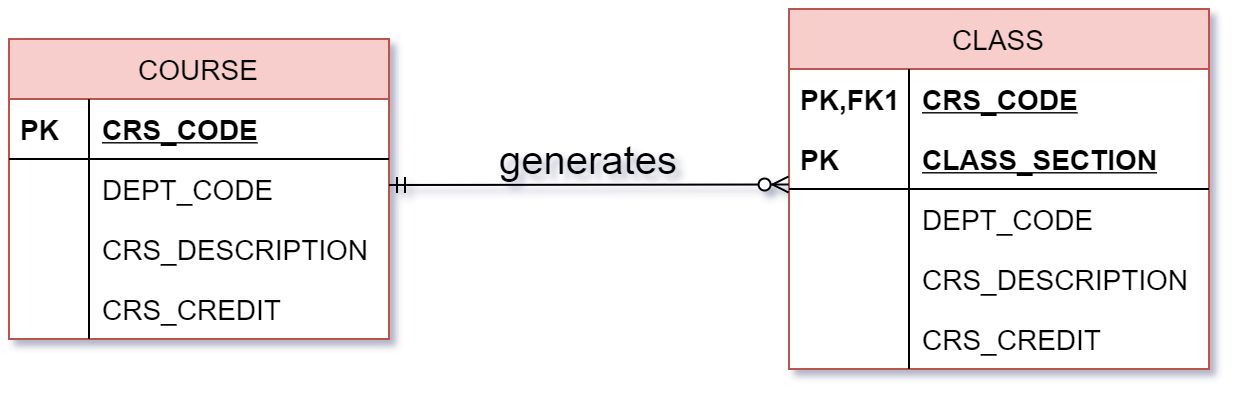 COURSE
PK CRS_CODE
DEPT_CODE
CRS_DESCRIPTION
CRS_CREDIT
generates
CLASS
PK,FK1 CRS_CODE
PK CLASS_SECTION
DEPT_CODE
CRS_DESCRIPTION
CRS_CREDIT